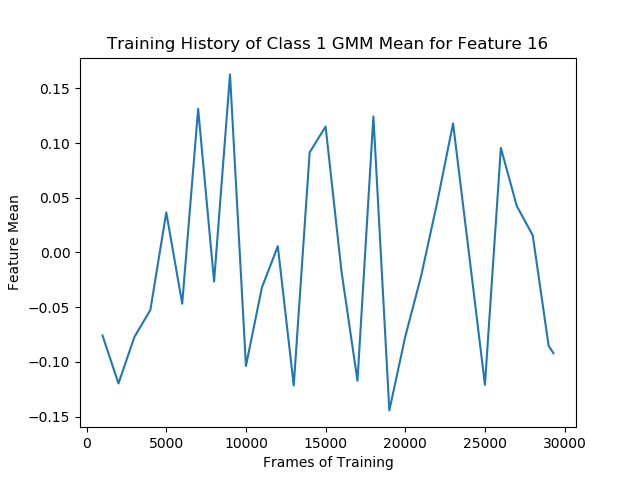 Training History of Class 1 GMM Mean for Feature 16
0.15
0.10
0.05
0.00
−0.05
−0.10
−0.15
Feature Mean
0 5000 10000 15000 20000 25000 30000
Frames of Training